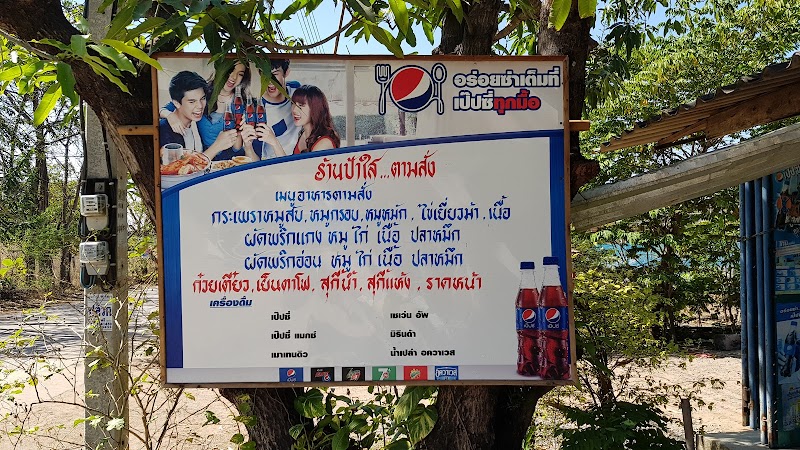 อร่อยซ่าเต็มที่
เป๊ปซี่ทุกมื้อ
ร้านป้าใส...ตามสั่ง
เมนูอาหารตามสั่ง
กระเพราหมูสับ, หมูกรอบ, หมูหมัก, ไข่เยี่ยวม้า, เนื้อ
ผัดพริกแกง หมู ไก่ เนื้อ ปลาหมึก
ผัดพริกอ่อน หมู ไก่ เนื้อ ปลาหมึก
ก๋วยเตี๋ยว, เย็นตาโฟ, สุกี้น้ำ, สุกี้แห้ง, ราดหน้า
เครื่องดื่ม
เป๊ปซี่ เซเว่น อัพ
เป๊ปซี่ แมกซ์ มิรินด้า
เมาเทนดิว น้ำเปล่า อควาเวส